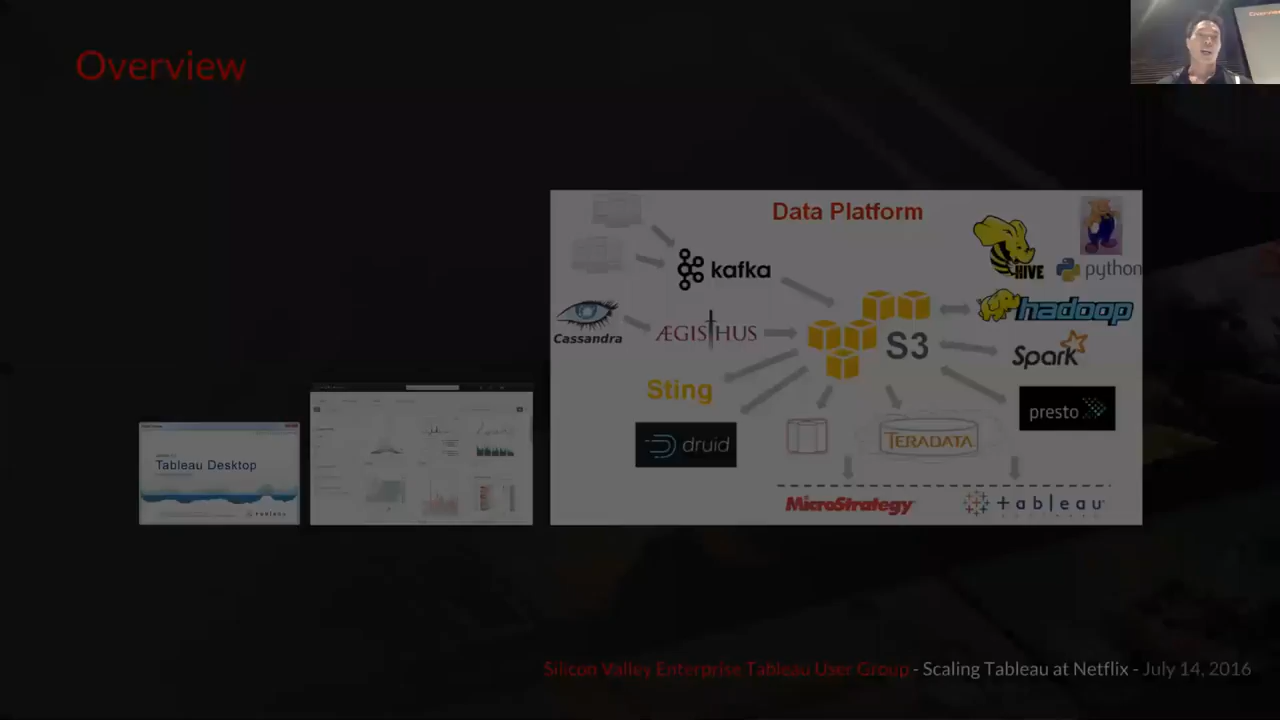 Overview
Data Platform
kafka
HIVE
python
hadoop
Cassandra
ÆGISTHUS
S3
Spark
Sting
presto
druid
TERADATA
Tableau Desktop
MicroStrategy
+ableau
Silicon Valley Enterprise Tableau User Group - Scaling Tableau at Netflix - July 14, 2016